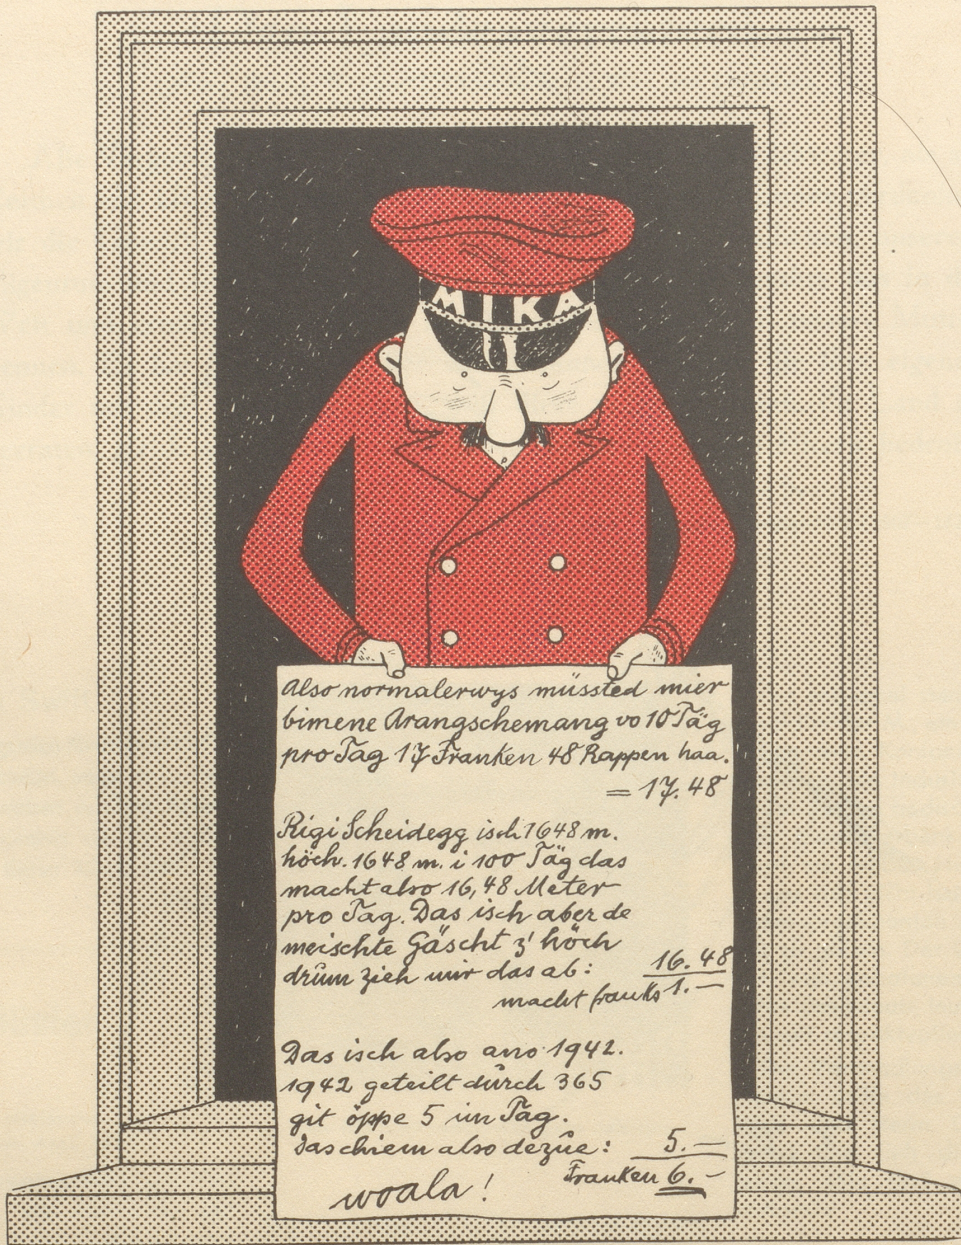 MIKA
Also normalerwys müssted mier
bimene Arangschemang vo 10 Täg
pro Tag 17 Franken 48 Rappen haa.
= 17.48
Rigi Scheidegg isch 1648 m.
höch. 1648 m. i 100 Täg das
macht also 16,48 Meter
pro Tag. Das isch aber de
meischte Gäscht z' höch
drum zieh mir das ab: 16.48
macht franks 1.—
Das isch also ano 1942.
1942 geteilt durch 365
git öppe 5 im Tag.
Das chiem also dezue: 5.—
Franken 6.-
woala!